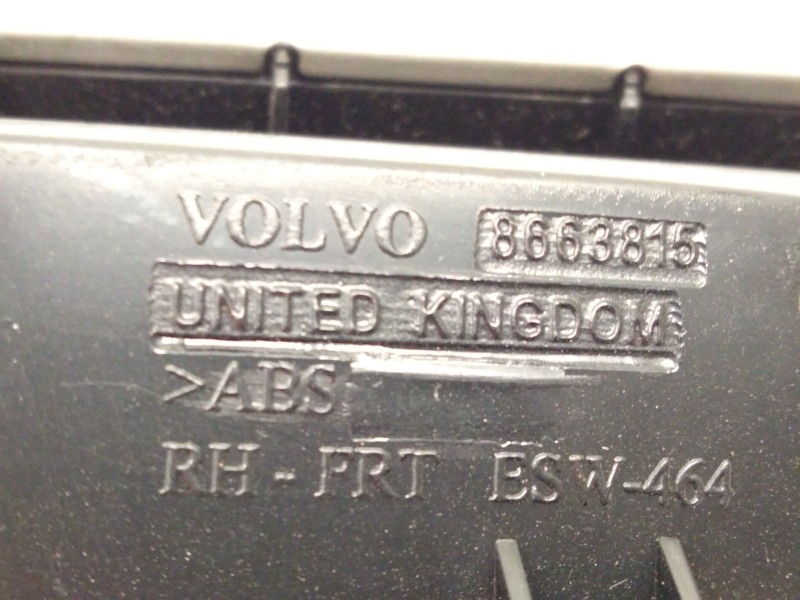 VOLVO 8663815
UNITED KINGDOM
>ABS
RH - FRT ESW-464